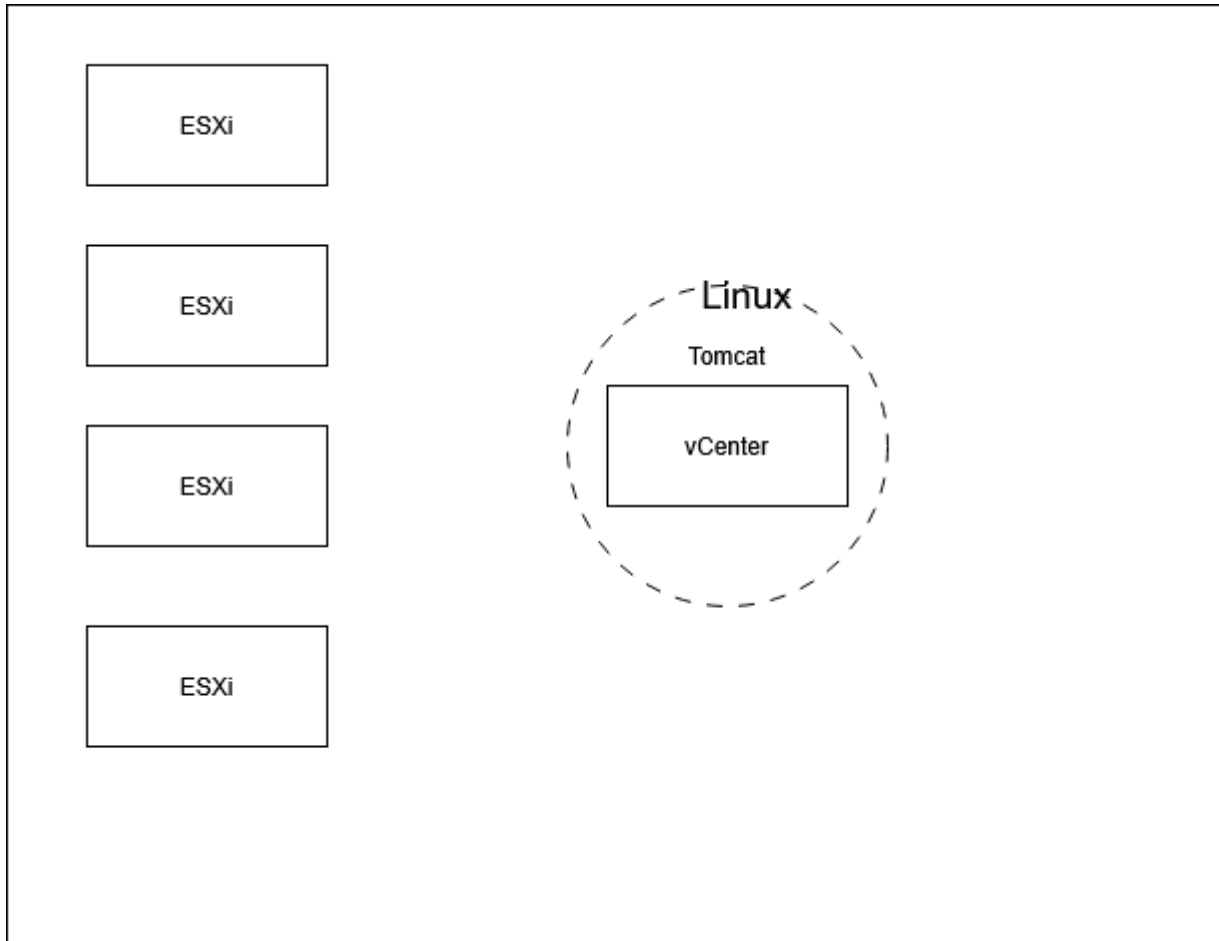 ESXi
ESXi
Linux
Tomcat
vCenter
ESXi
ESXi